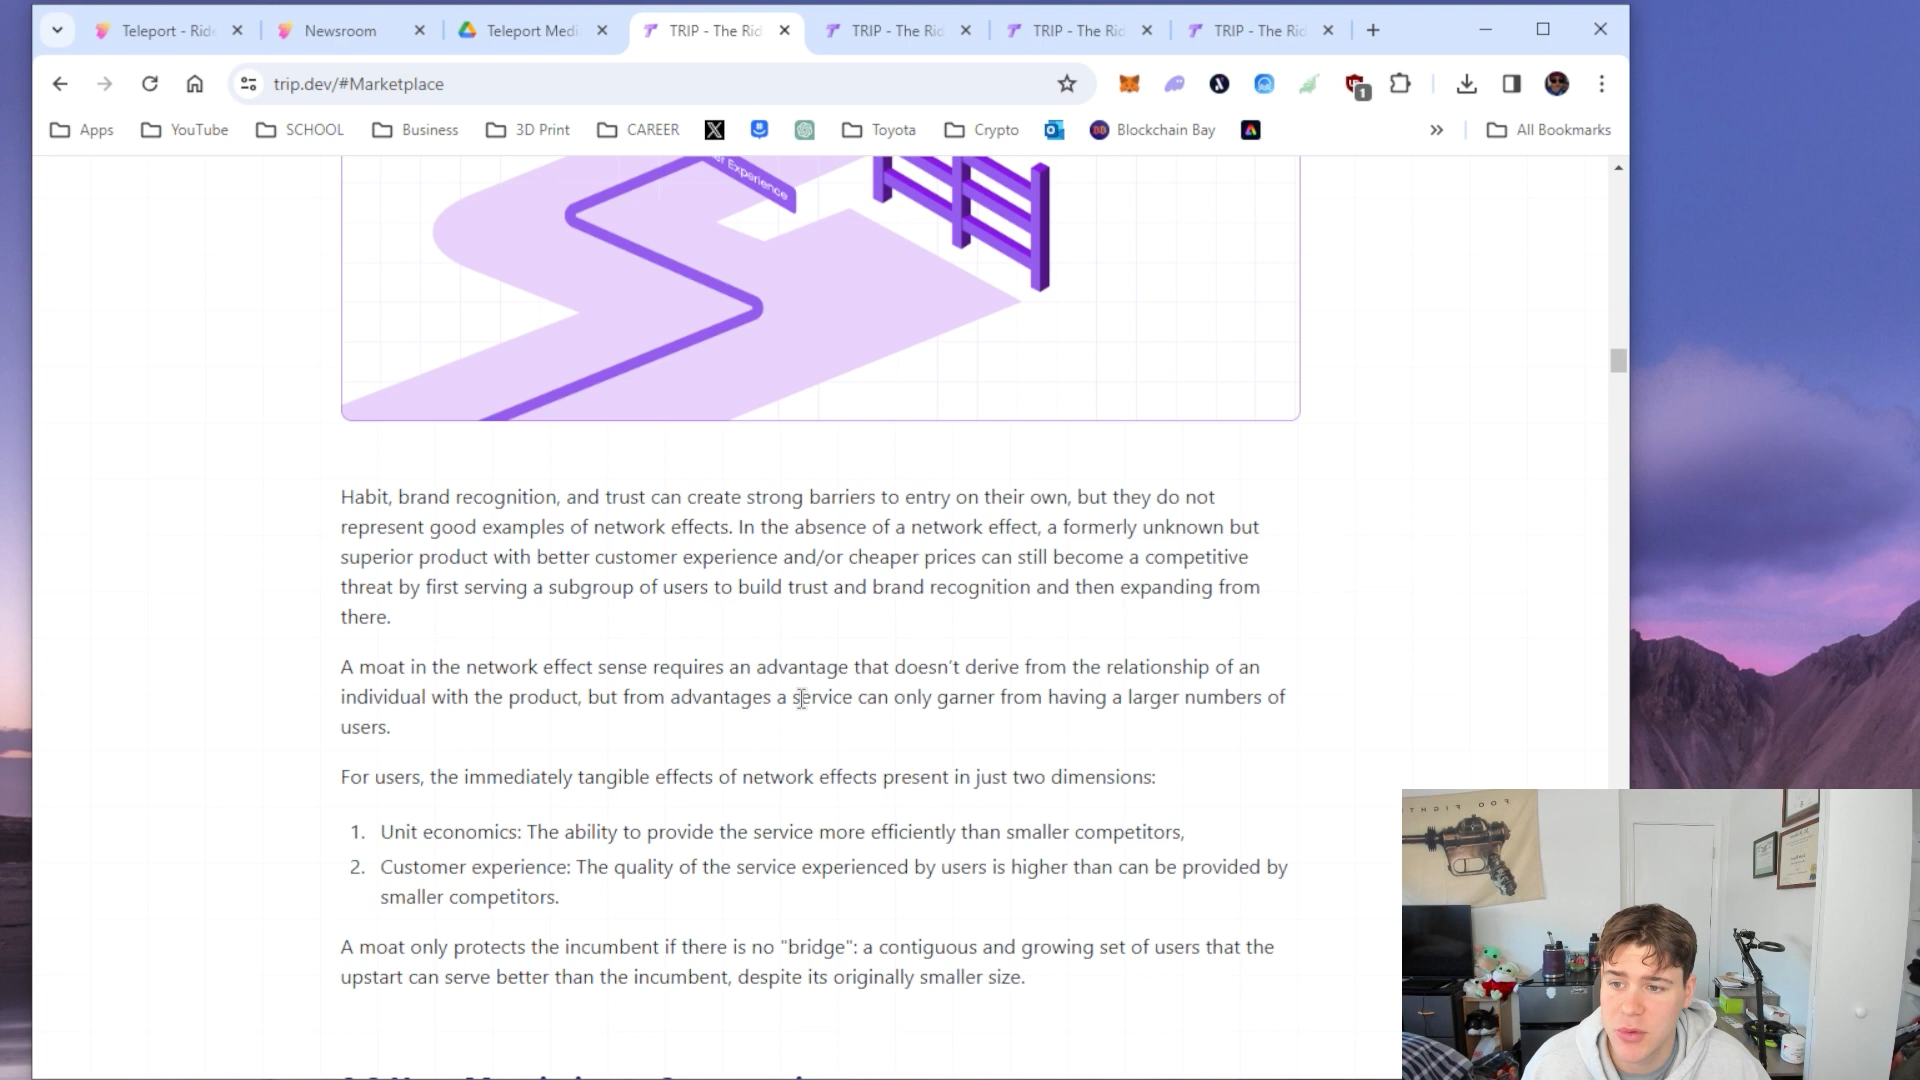 Teleport - Ride
Newsroom
Teleport Medi
TRIP - The Rid
TRIP - The Rid
TRIP - The Rid
TRIP - The Rid
trip.dev/#Marketplace
1
Apps
YouTube
SCHOOL
Business
3D Print
CAREER
Toyota
Crypto
Blockchain Bay
All Bookmarks
Experience
Habit, brand recognition, and trust can create strong barriers to entry on their own, but they do not
represent good examples of network effects. In the absence of a network effect, a formerly unknown but
superior product with better customer experience and/or cheaper prices can still become a competitive
threat by first serving a subgroup of users to build trust and brand recognition and then expanding from
there.
A moat in the network effect sense requires an advantage that doesn’t derive from the relationship of an
individual with the product, but from advantages a service can only garner from having a larger numbers of
users.
For users, the immediately tangible effects of network effects present in just two dimensions:
1. Unit economics: The ability to provide the service more efficiently than smaller competitors,
2. Customer experience: The quality of the service experienced by users is higher than can be provided by
smaller competitors.
A moat only protects the incumbent if there is no "bridge": a contiguous and growing set of users that the
upstart can serve better than the incumbent, despite its originally smaller size.